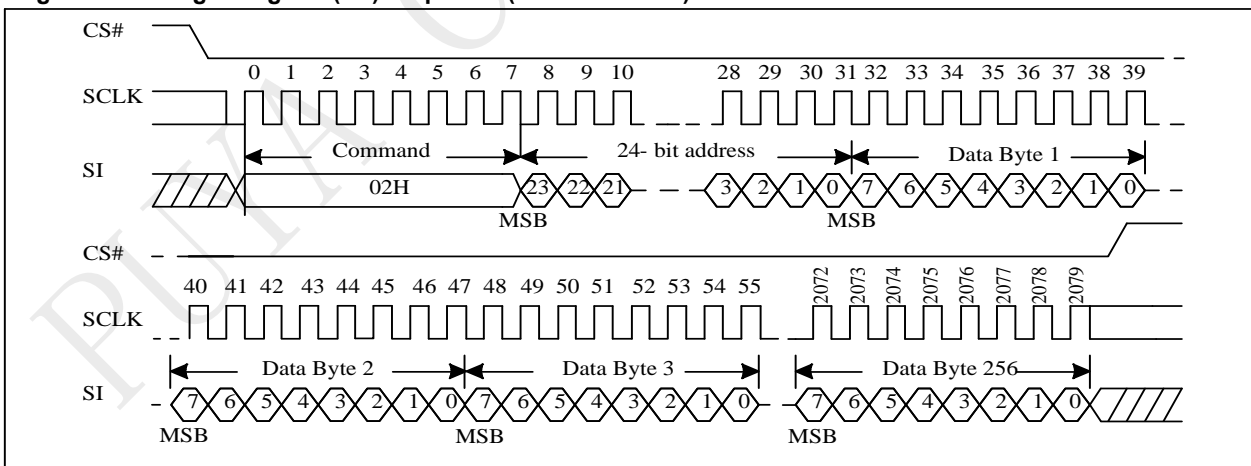 CS#
0 1 2 3 4 5 6 7 8 9 10 28 29 30 31 32 33 34 35 36 37 38 39
SCLK
Command 24- bit address Data Byte 1
SI
02H 23 22 21 3 2 1 0 7 6 5 4 3 2 1 0
MSB MSB
CS#
40 41 42 43 44 45 46 47 48 49 50 51 52 53 54 55 2072 2073 2074 2075 2076 2077 2078 2079
SCLK
Data Byte 2 Data Byte 3 Data Byte 256
SI
7 6 5 4 3 2 1 0 7 6 5 4 3 2 1 0 7 6 5 4 3 2 1 0
MSB MSB MSB
PUYA